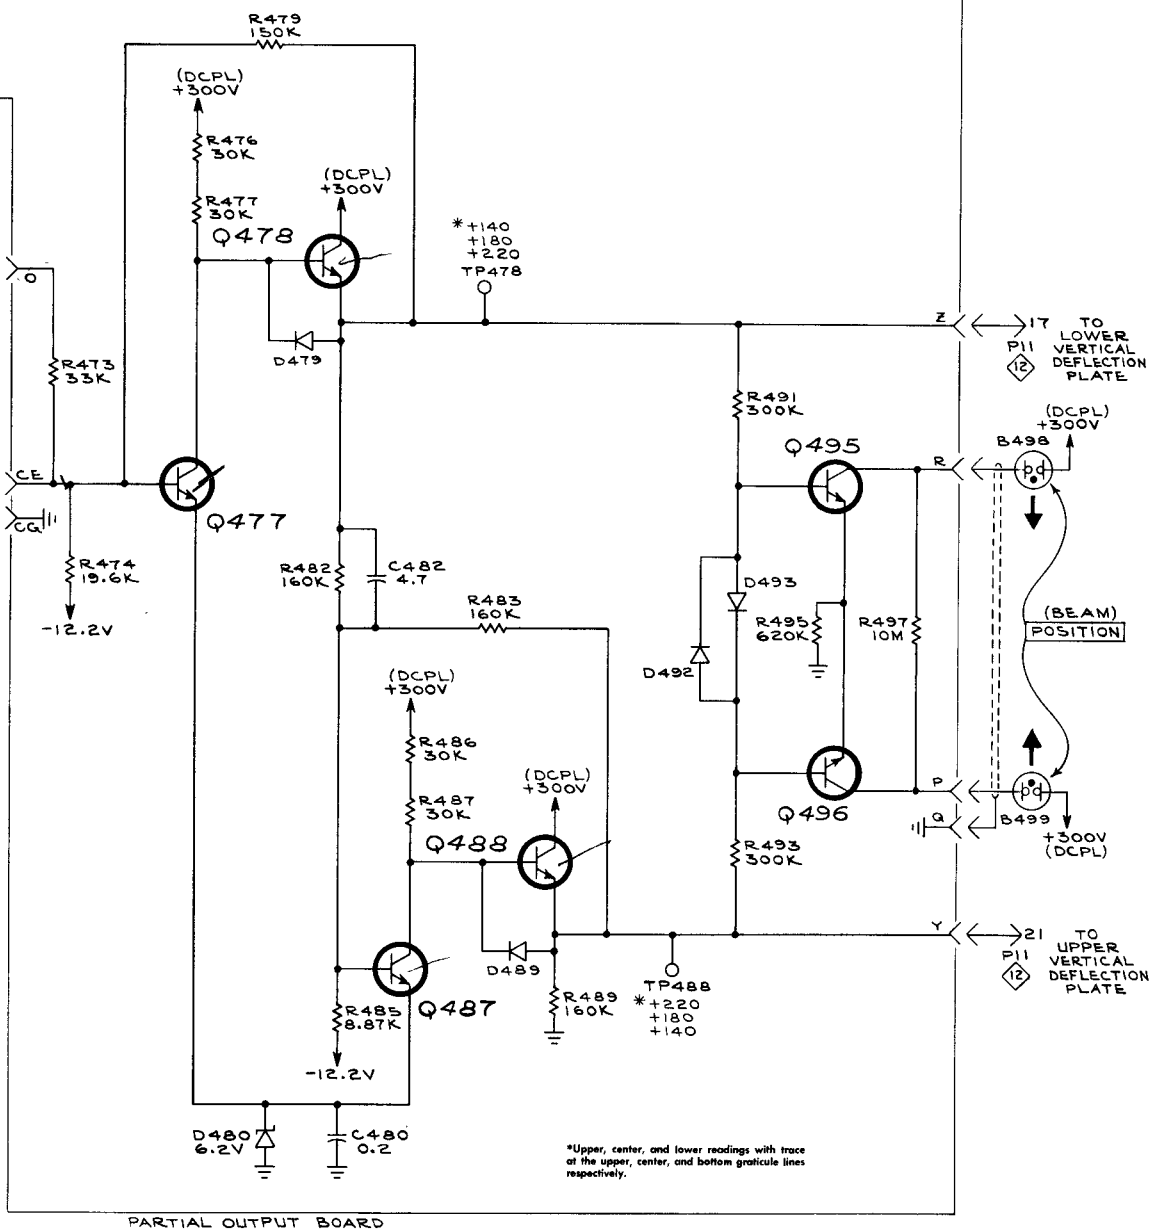 R479
150K
(DCPL)
+300V
R476
30K
R477
30K
(DCPL)
+300V
Q478
*+140
+180
+220
TP478
O
D479
Z
17
P11
12
TO
LOWER
VERTICAL
DEFLECTION
PLATE
R473
33K
R491
300K
(DCPL)
+300V
Q495
B498
R
CE
CG
Q477
R474
19.6K
-12.2V
R482
160K
C482
4.7
R483
160K
D493
R495
620K
R497
10M
(BEAM)
POSITION
D492
(DCPL)
+300V
R486
30K
R487
30K
(DCPL)
+300V
Q488
P
Q
Q496
B499
+300V
(DCPL)
R493
300K
Y
21
P11
12
TO
UPPER
VERTICAL
DEFLECTION
PLATE
D489
TP488
*+220
+180
+140
R489
160K
Q487
R485
8.87K
-12.2V
D480
6.2V
C480
0.2
*Upper, center, and lower readings with trace
at the upper, center, and bottom graticule lines
respectively.
PARTIAL OUTPUT BOARD